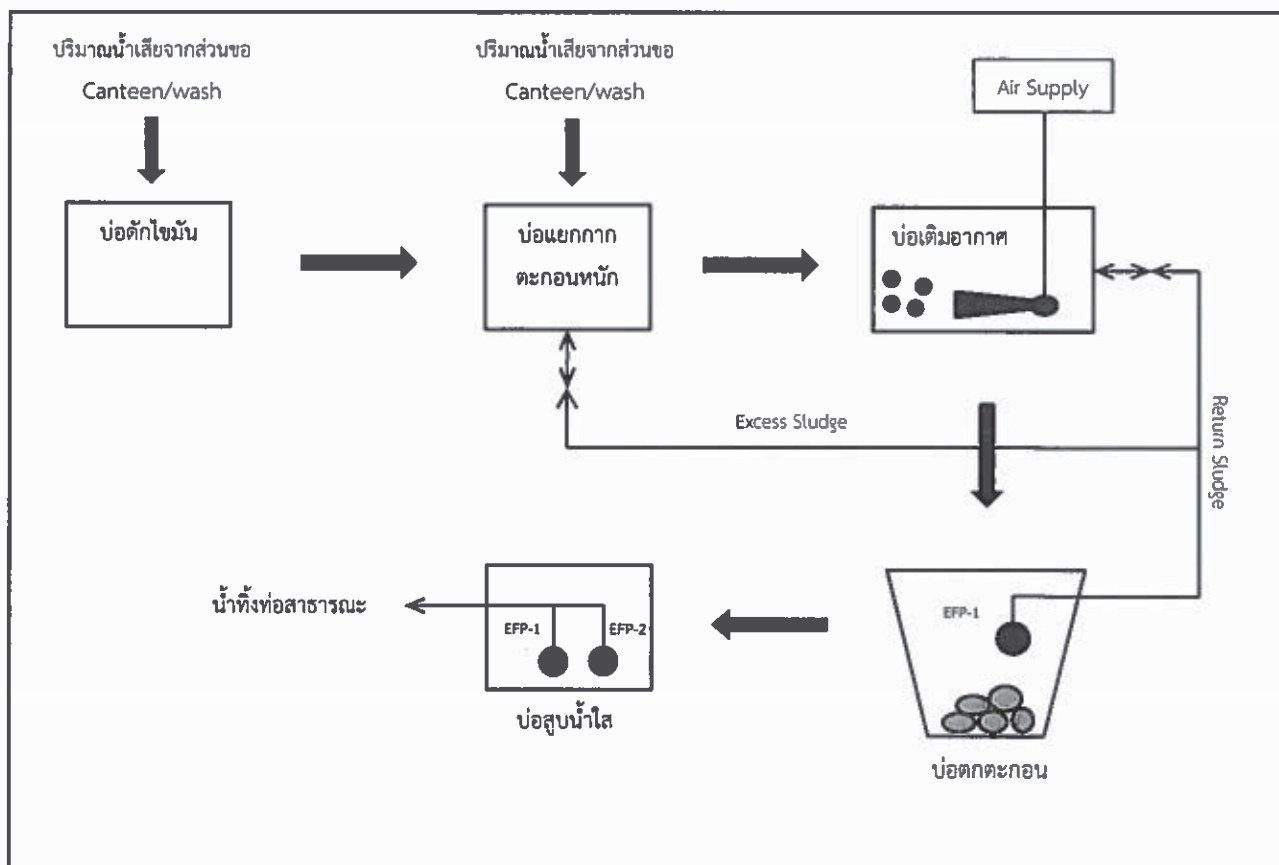 ปริมาณน้ำเสียจากส่วนขอ
Canteen/wash
ปริมาณน้ำเสียจากส่วนขอ
Canteen/wash
Air Supply
บ่อดักไขมัน
บ่อแยกกาก
ตะกอนหนัก
บ่อเติมอากาศ
Excess Sludge
Return Sludge
น้ำทิ้งท่อสาธารณะ
EFP-1
EFP-2
บ่อสูบน้ำใส
EFP-1
บ่อตกตะกอน